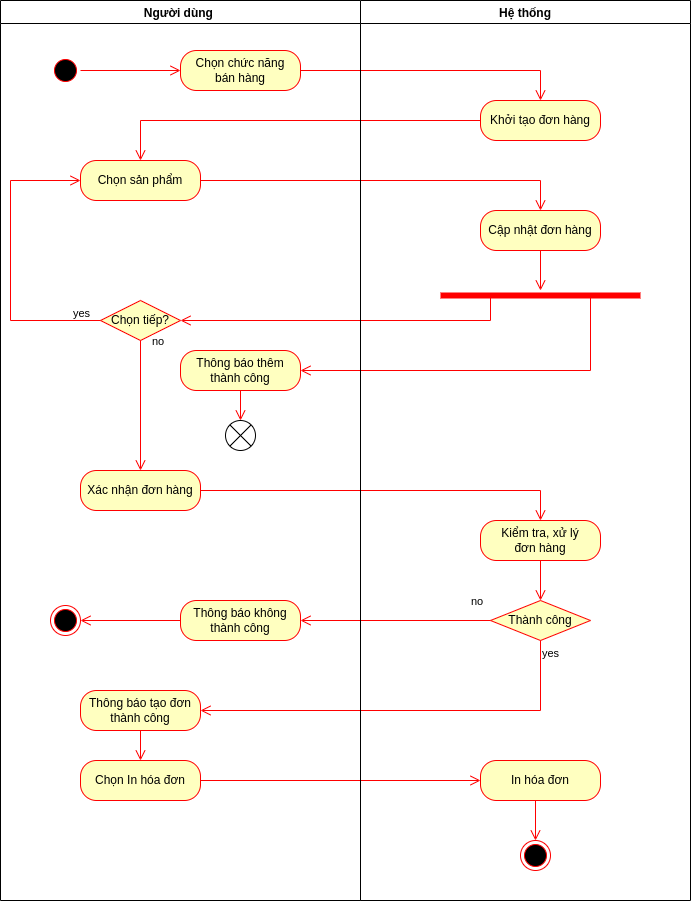 Người dùng
Hệ thống
Chọn chức năng
bán hàng
Khởi tạo đơn hàng
Chọn sản phẩm
Cập nhật đơn hàng
yes
Chọn tiếp?
no
Thông báo thêm
thành công
Xác nhận đơn hàng
Kiểm tra, xử lý
đơn hàng
no
Thông báo không
thành công
Thành công
yes
Thông báo tạo đơn
thành công
Chọn In hóa đơn
In hóa đơn